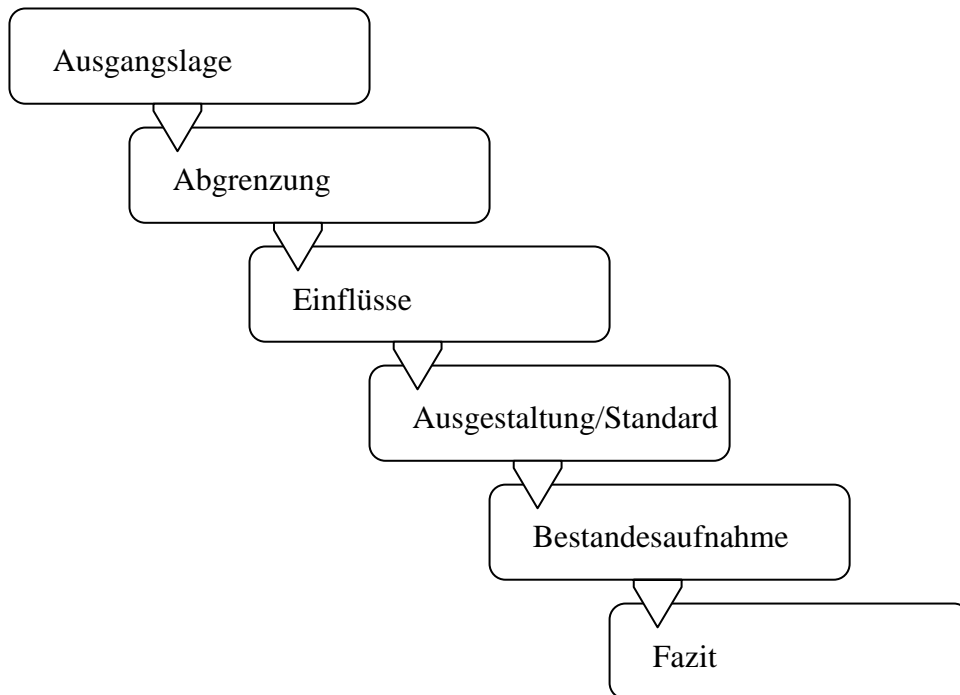 Ausgangslage
Abgrenzung
Einflüsse
Ausgestaltung/Standard
Bestandesaufnahme
Fazit